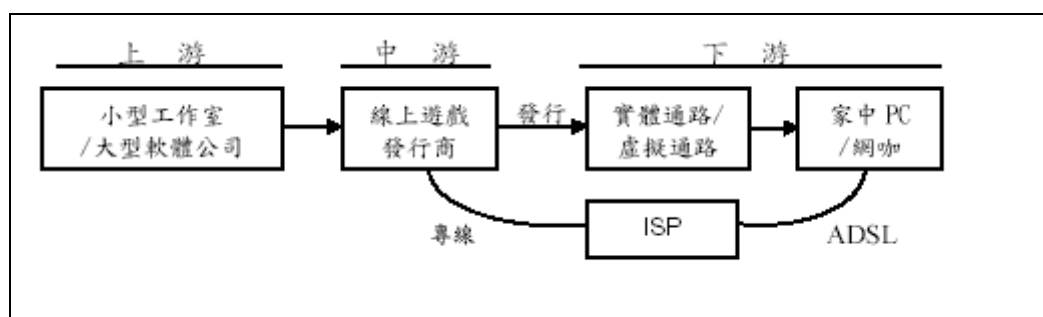 上 游
中 游
下 游
小型工作室
/大型軟體公司
線上遊戲
發行商
發行
實體通路/
虛擬通路
家中 PC
/網咖
專線
ISP
ADSL